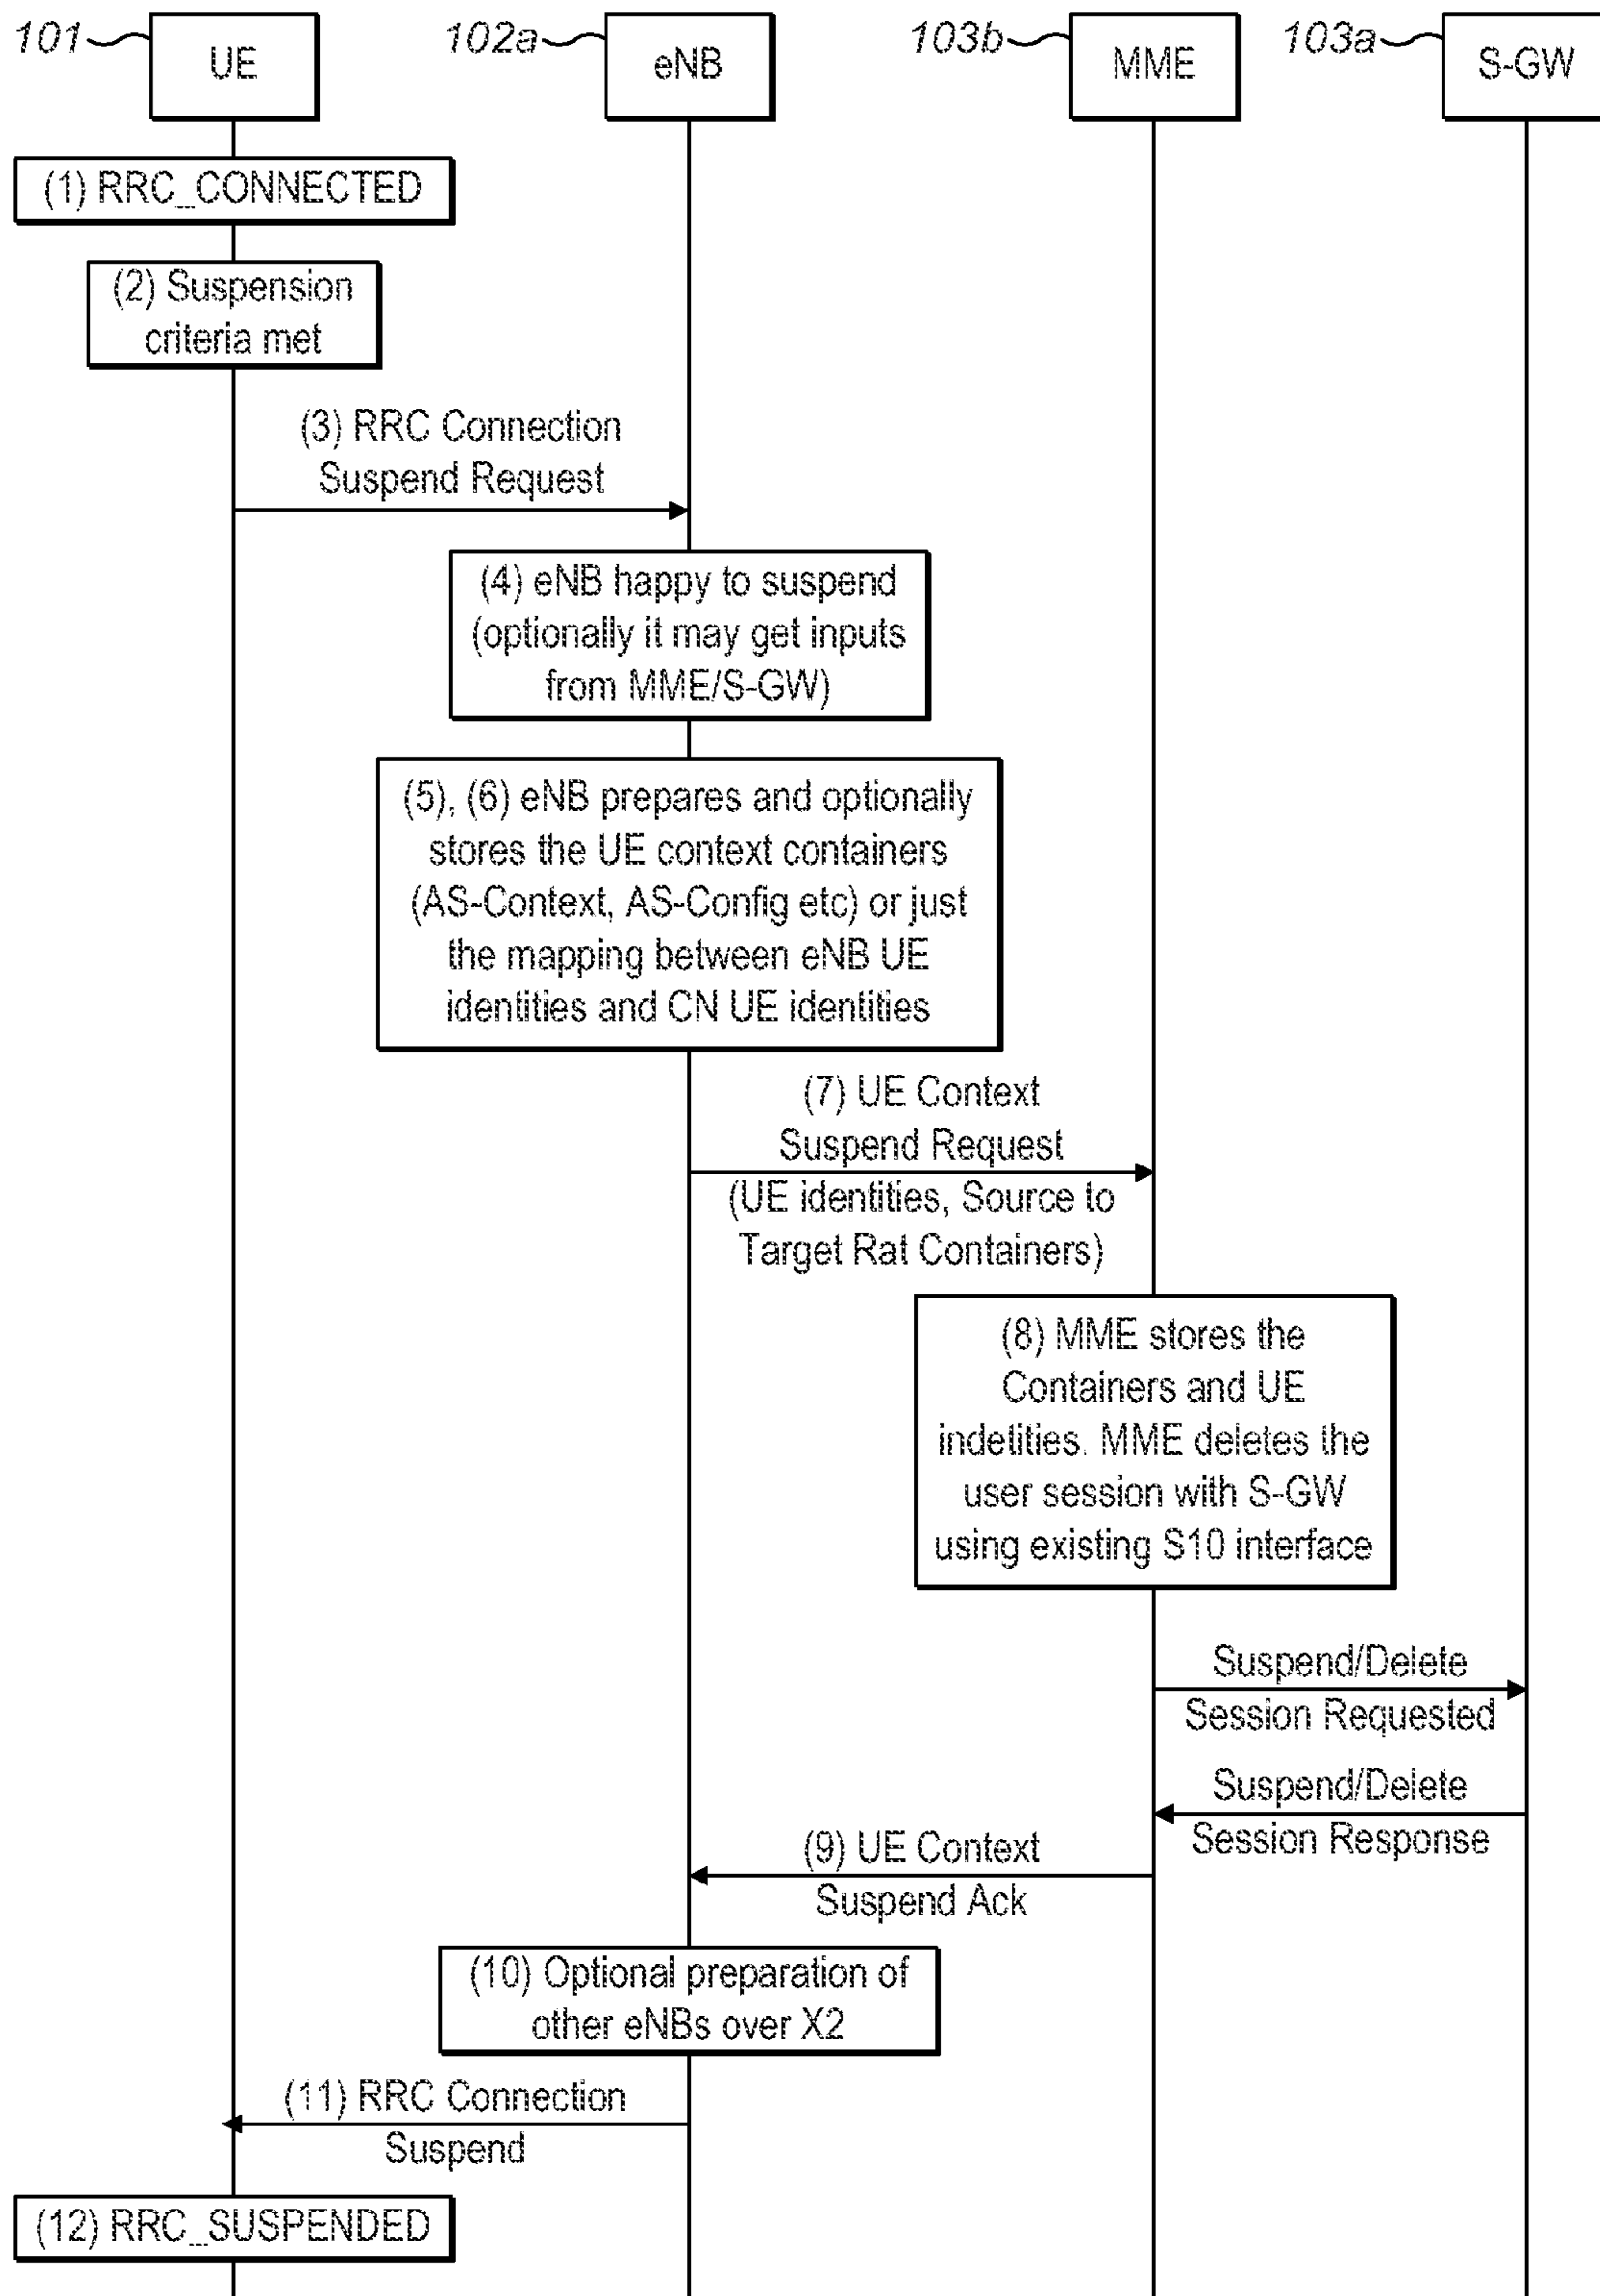 101 UE 102a eNB 103b MME 103a S-GW
(1) RRC_CONNECTED
(2) Suspension
criteria met
(3) RRC Connection
Suspend Request
(4) eNB happy to suspend
(optionally it may get inputs
from MME/S-GW)
(5), (6) eNB prepares and optionally
stores the UE context containers
(AS-Context, AS-Config etc) or just
the mapping between eNB UE
identities and CN UE identities
(7) UE Context
Suspend Request
(UE identities, Source to
Target Rat Containers)
(8) MME stores the
Containers and UE
indetities. MME deletes the
user session with S-GW
using existing S10 interface
Suspend/Delete
Session Requested
Suspend/Delete
Session Response
(9) UE Context
Suspend Ack
(10) Optional preparation of
other eNBs over X2
(11) RRC Connection
Suspend
(12) RRC_SUSPENDED